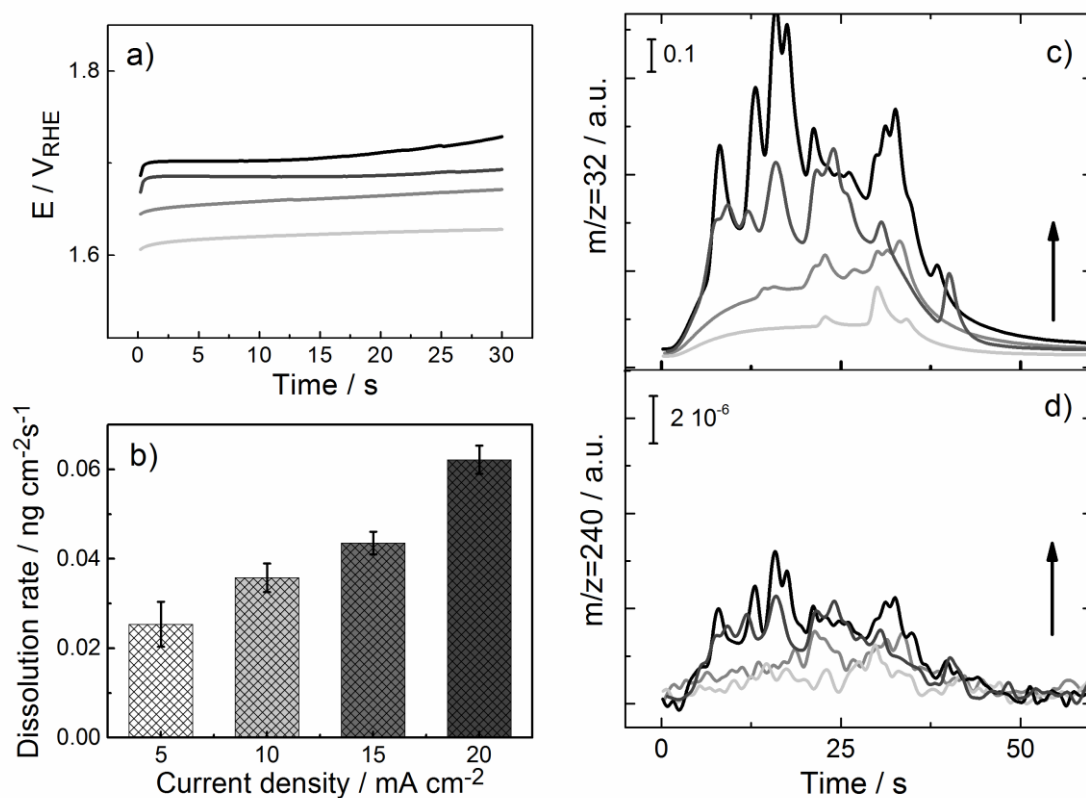 a)
E / V_RHE
1.8
1.6
0 5 10 15 20 25 30
Time / s
b)
Dissolution rate / ng cm⁻²s⁻¹
0.06
0.04
0.02
0.00
5 10 15 20
Current density / mA cm⁻²
c)
0.1
m/z=32 / a.u.
d)
2 10⁻⁶
m/z=240 / a.u.
0 25 50
Time / s